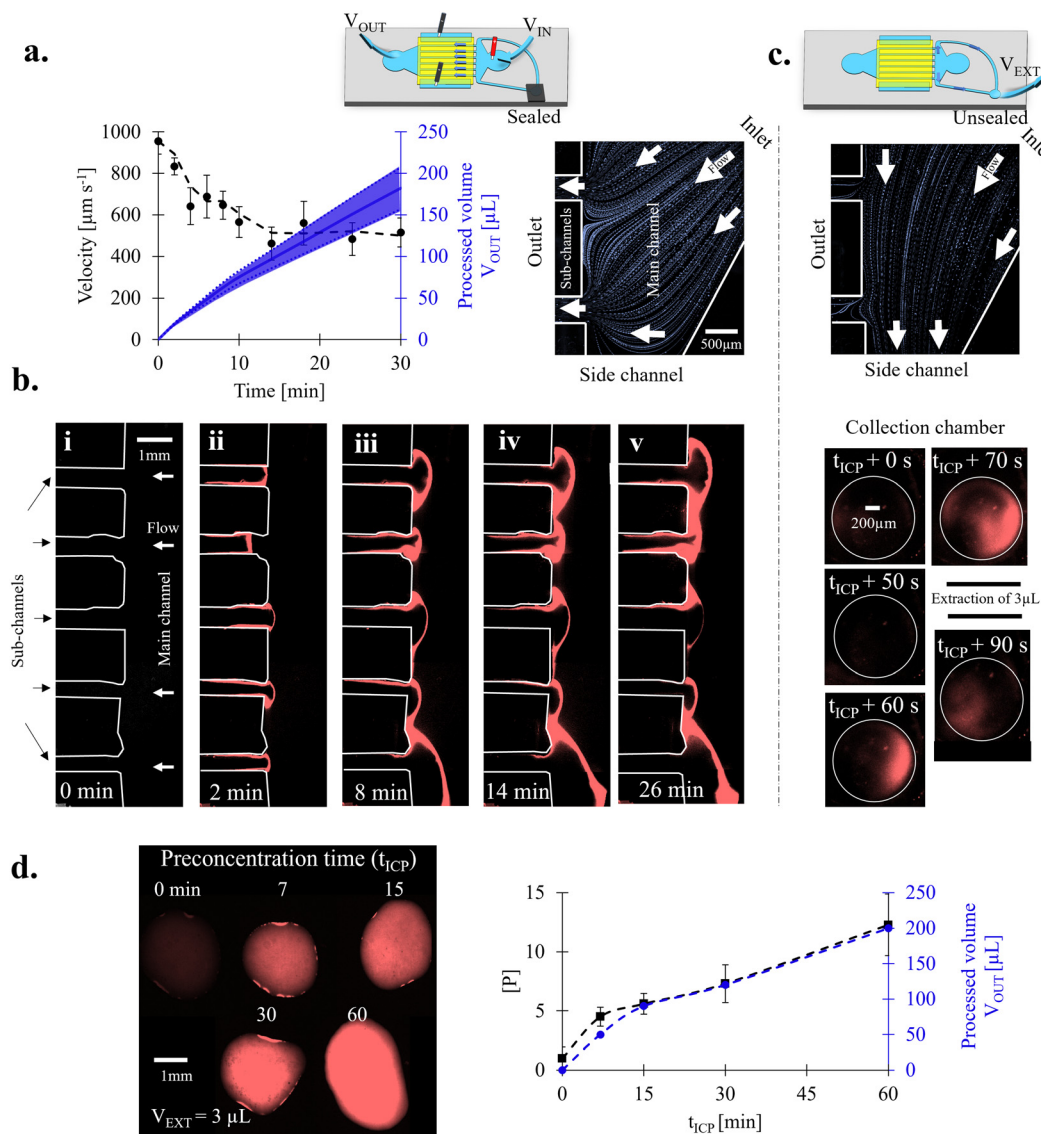 a.
V_OUT
V_IN
Sealed
c.
V_EXT
Unsealed
1000
800
600
400
200
0
Velocity [µm s⁻¹]
250
200
150
100
50
0
Processed volume
V_OUT [µL]
0
10
20
30
Time [min]
Inlet
Flow
Outlet
Sub-channels
Main channel
500µm
Side channel
Inlet
Flow
Outlet
Side channel
b.
i
1mm
Flow
Sub-channels
Main channel
0 min
ii
2 min
iii
8 min
iv
14 min
v
26 min
Collection chamber
t_ICP + 0 s
200µm
t_ICP + 70 s
t_ICP + 50 s
Extraction of 3µL
t_ICP + 90 s
t_ICP + 60 s
d.
Preconcentration time (t_ICP)
0 min
7
15
30
60
1mm
V_EXT = 3 µL
15
10
5
0
[P]
250
200
150
100
50
0
Processed volume
V_OUT [µL]
0
15
30
45
60
t_ICP [min]